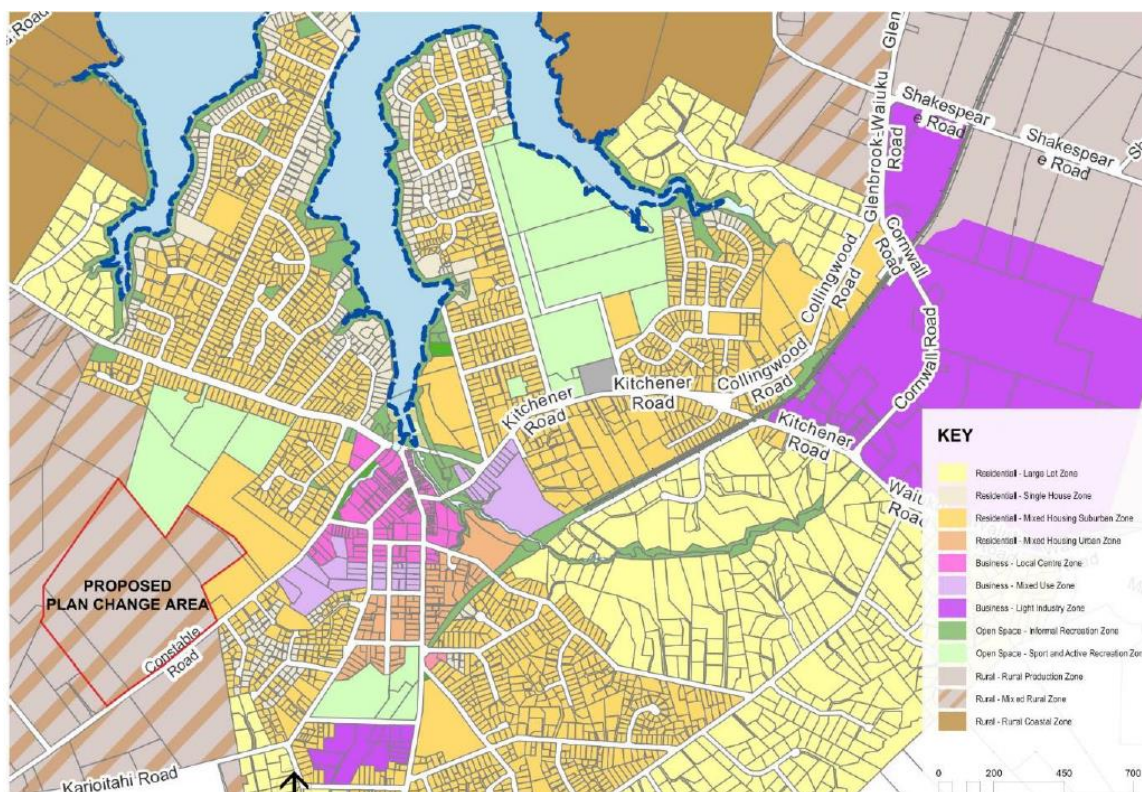 Road
Glenbrook-Waiuku
Road
Glen
Shakespear
e Road
Shakespear
e Road
Sh
Cornwall
Road
Collingwood
Road
Cornwall Road
Kitchener
Road
Collingwood
Road
Kitchener
Road
Kitchener
Road
Road
PROPOSED
PLAN CHANGE AREA
Constable
Road
Karioitahi Road
KEY
Residential - Large Lot Zone
Residential - Single House Zone
Residential - Mixed Housing Suburban Zone
Residential - Mixed Housing Urban Zone
Business - Local Centre Zone
Business - Mixed Use Zone
Business - Light Industry Zone
Open Space - Informal Recreation Zone
Open Space - Sport and Active Recreation Zon
Rural - Rural Production Zone
Rural - Mixed Rural Zone
Rural - Rural Coastal Zone
0 200 450 700